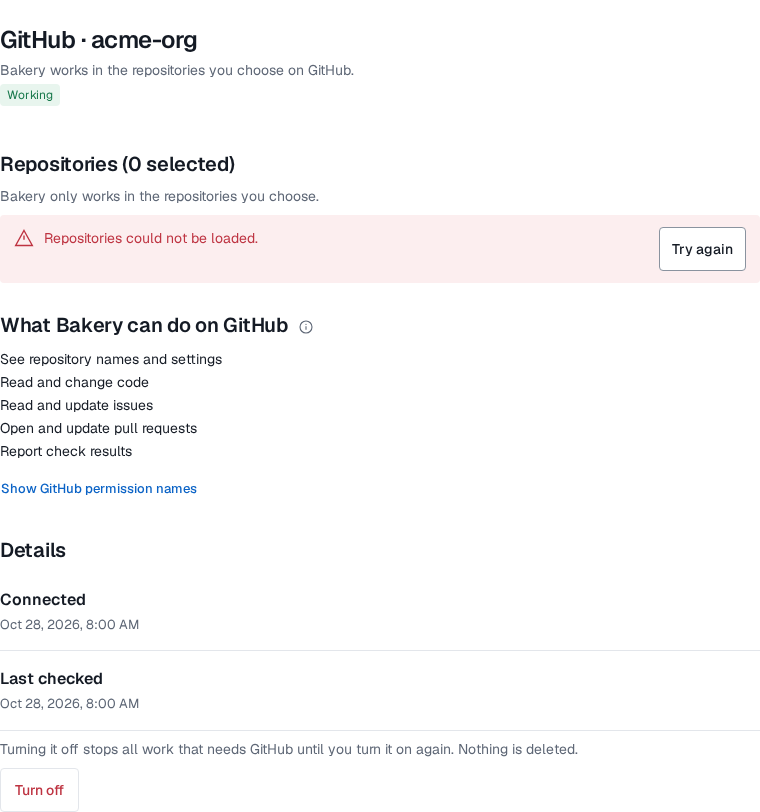 GitHub · acme-org
Bakery works in the repositories you choose on GitHub.
Working
Repositories (0 selected)
Bakery only works in the repositories you choose.
Repositories could not be loaded.
Try again
What Bakery can do on GitHub
See repository names and settings
Read and change code
Read and update issues
Open and update pull requests
Report check results
Show GitHub permission names
Details
Connected
Oct 28, 2026, 8:00 AM
Last checked
Oct 28, 2026, 8:00 AM
Turning it off stops all work that needs GitHub until you turn it on again. Nothing is deleted.
Turn off